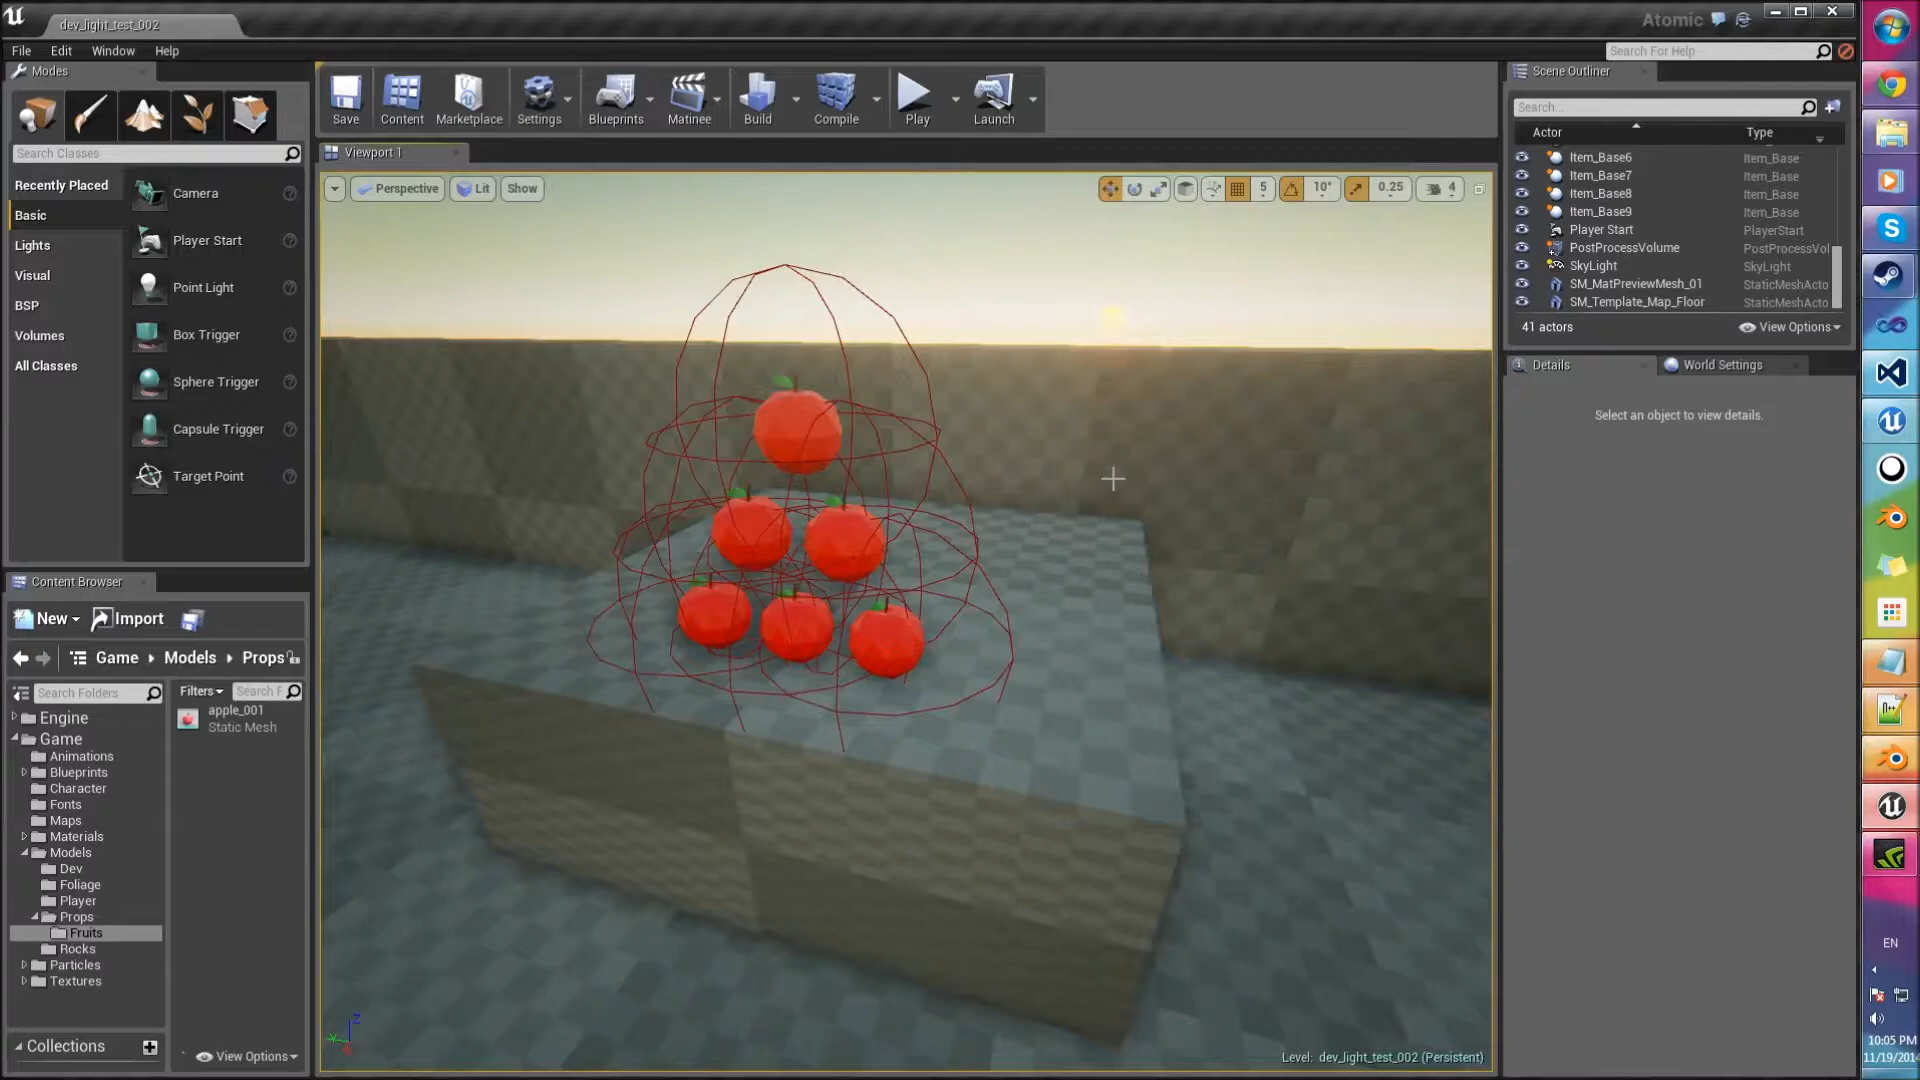 dev_light_test_002
Atomic
File Edit Window Help
Search For Help
Modes
Search Classes
Recently Placed
Basic
Lights
Visual
BSP
Volumes
All Classes
Camera
Player Start
Point Light
Box Trigger
Sphere Trigger
Capsule Trigger
Target Point
Save
Content
Marketplace
Settings
Blueprints
Matinee
Build
Compile
Play
Launch
Viewport 1
Perspective Lit Show
5 10° 0.25 4
Level: dev_light_test_002 (Persistent)
Content Browser
New Import
Game Models Props
Search Folders
Filters Search F
Engine
Game
Animations
Blueprints
Character
Fonts
Maps
Materials
Models
Dev
Foliage
Player
Props
Fruits
Rocks
Particles
Textures
apple_001
Static Mesh
Collections
View Options
Scene Outliner
Search...
Actor Type
Item_Base6 Item_Base
Item_Base7 Item_Base
Item_Base8 Item_Base
Item_Base9 Item_Base
Player Start PlayerStart
PostProcessVolume PostProcessVol
SkyLight SkyLight
SM_MatPreviewMesh_01 StaticMeshActo
SM_Template_Map_Floor StaticMeshActo
41 actors View Options
Details World Settings
Select an object to view details.
EN
10:05 PM
11/19/201